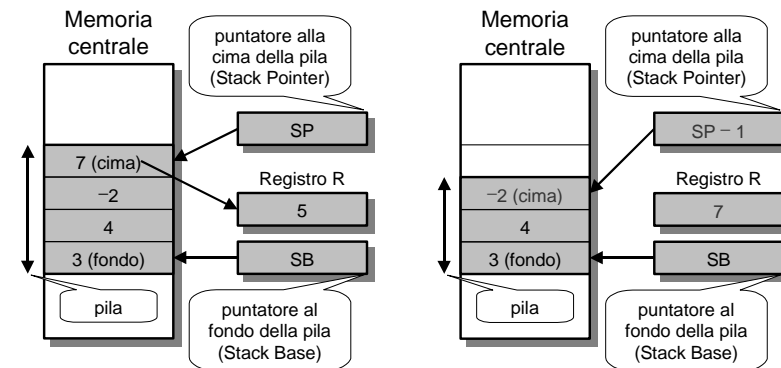 Memoria
centrale
puntatore alla
cima della pila
(Stack Pointer)
SP
7 (cima)
−2
4
3 (fondo)
Registro R
5
SB
pila
puntatore al
fondo della pila
(Stack Base)
Memoria
centrale
puntatore alla
cima della pila
(Stack Pointer)
SP − 1
−2 (cima)
4
3 (fondo)
Registro R
7
SB
pila
puntatore al
fondo della pila
(Stack Base)